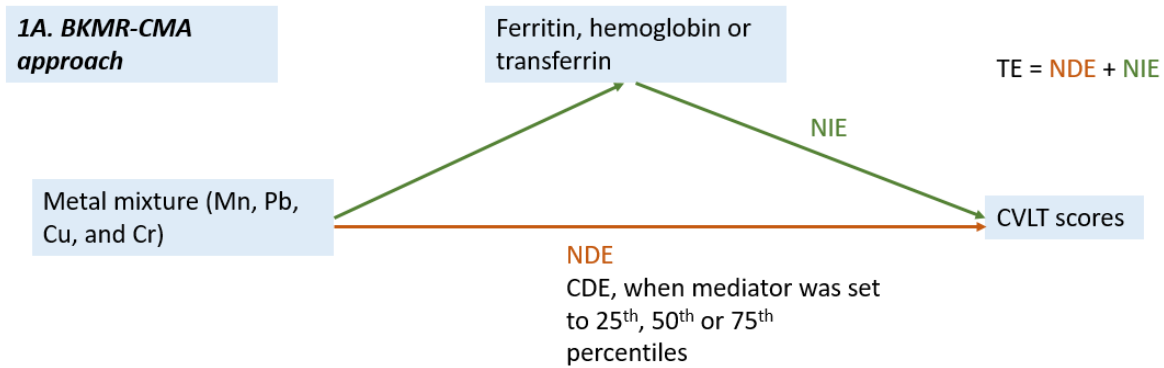 1A. BKMR-CMA
approach
Ferritin, hemoglobin or
transferrin
TE = NDE + NIE
NIE
Metal mixture (Mn, Pb,
Cu, and Cr)
CVLT scores
NDE
CDE, when mediator was set
to 25th, 50th or 75th
percentiles